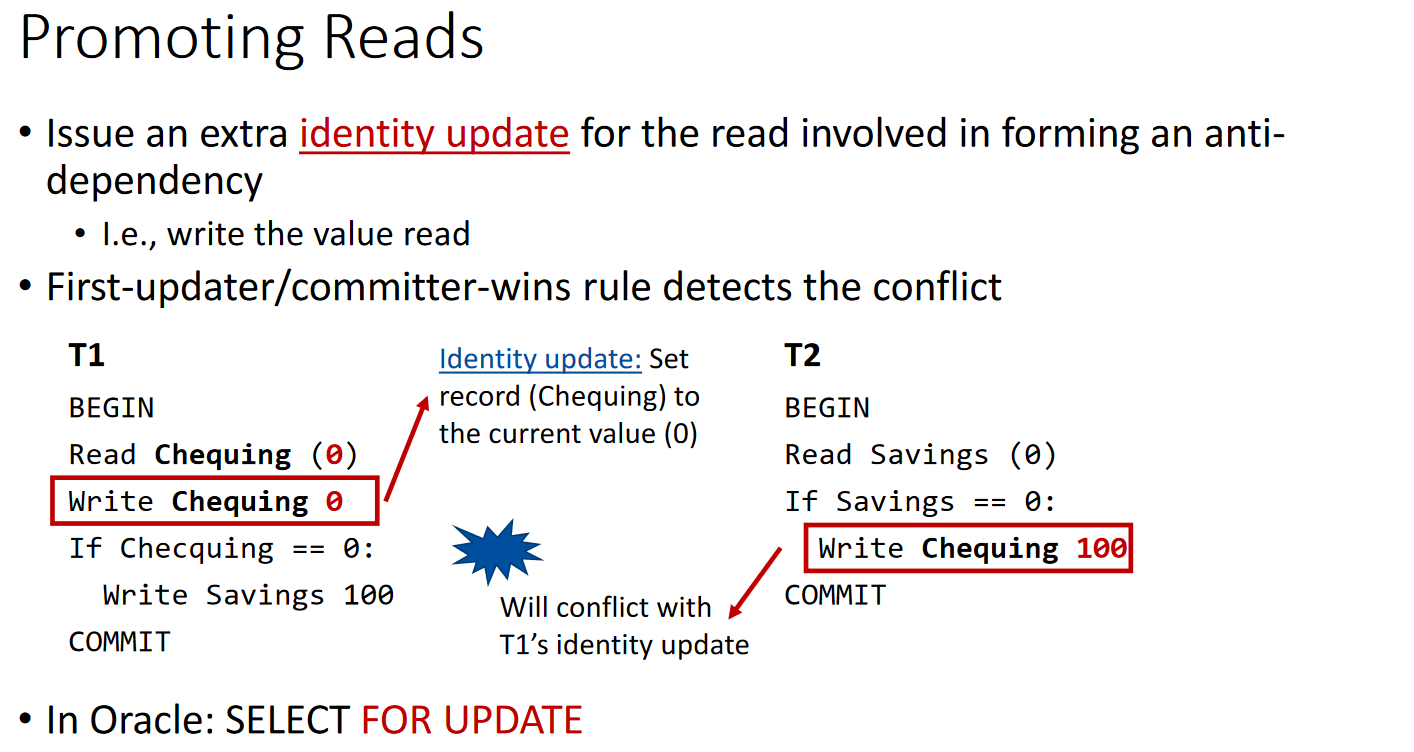 Promoting Reads
• Issue an extra identity update for the read involved in forming an anti-
dependency
• I.e., write the value read
• First-updater/committer-wins rule detects the conflict
T1
BEGIN
Read Chequing (0)
Write Chequing 0
If Checquing == 0:
Write Savings 100
COMMIT
Identity update: Set
record (Chequing) to
the current value (0)
Will conflict with
T1’s identity update
T2
BEGIN
Read Savings (0)
If Savings == 0:
Write Chequing 100
COMMIT
• In Oracle: SELECT FOR UPDATE